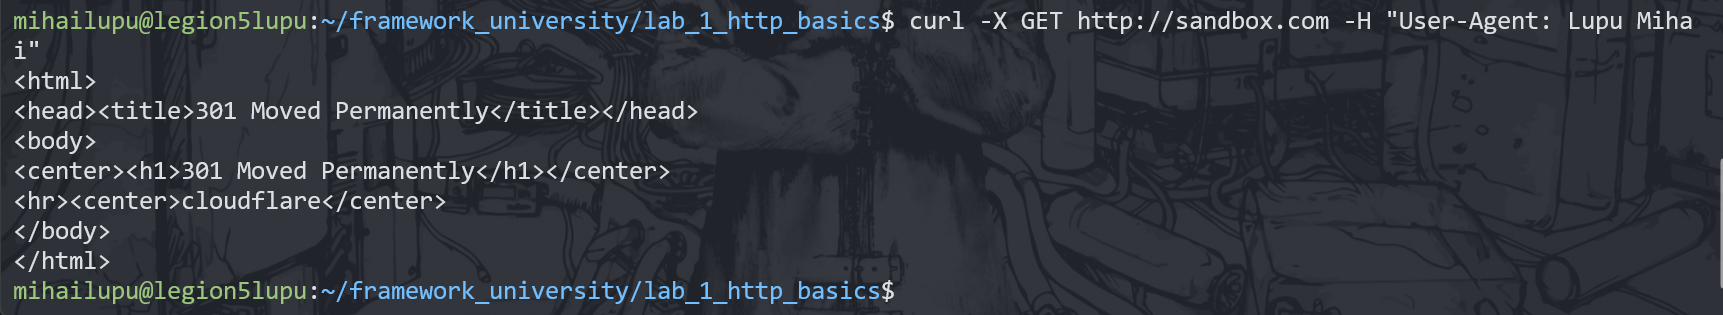 mihailupu@legion5lupu:~/framework_university/lab_1_http_basics$ curl -X GET http://sandbox.com -H "User-Agent: Lupu Miha
i"
<html>
<head><title>301 Moved Permanently</title></head>
<body>
<center><h1>301 Moved Permanently</h1></center>
<hr><center>cloudflare</center>
</body>
</html>
mihailupu@legion5lupu:~/framework_university/lab_1_http_basics$